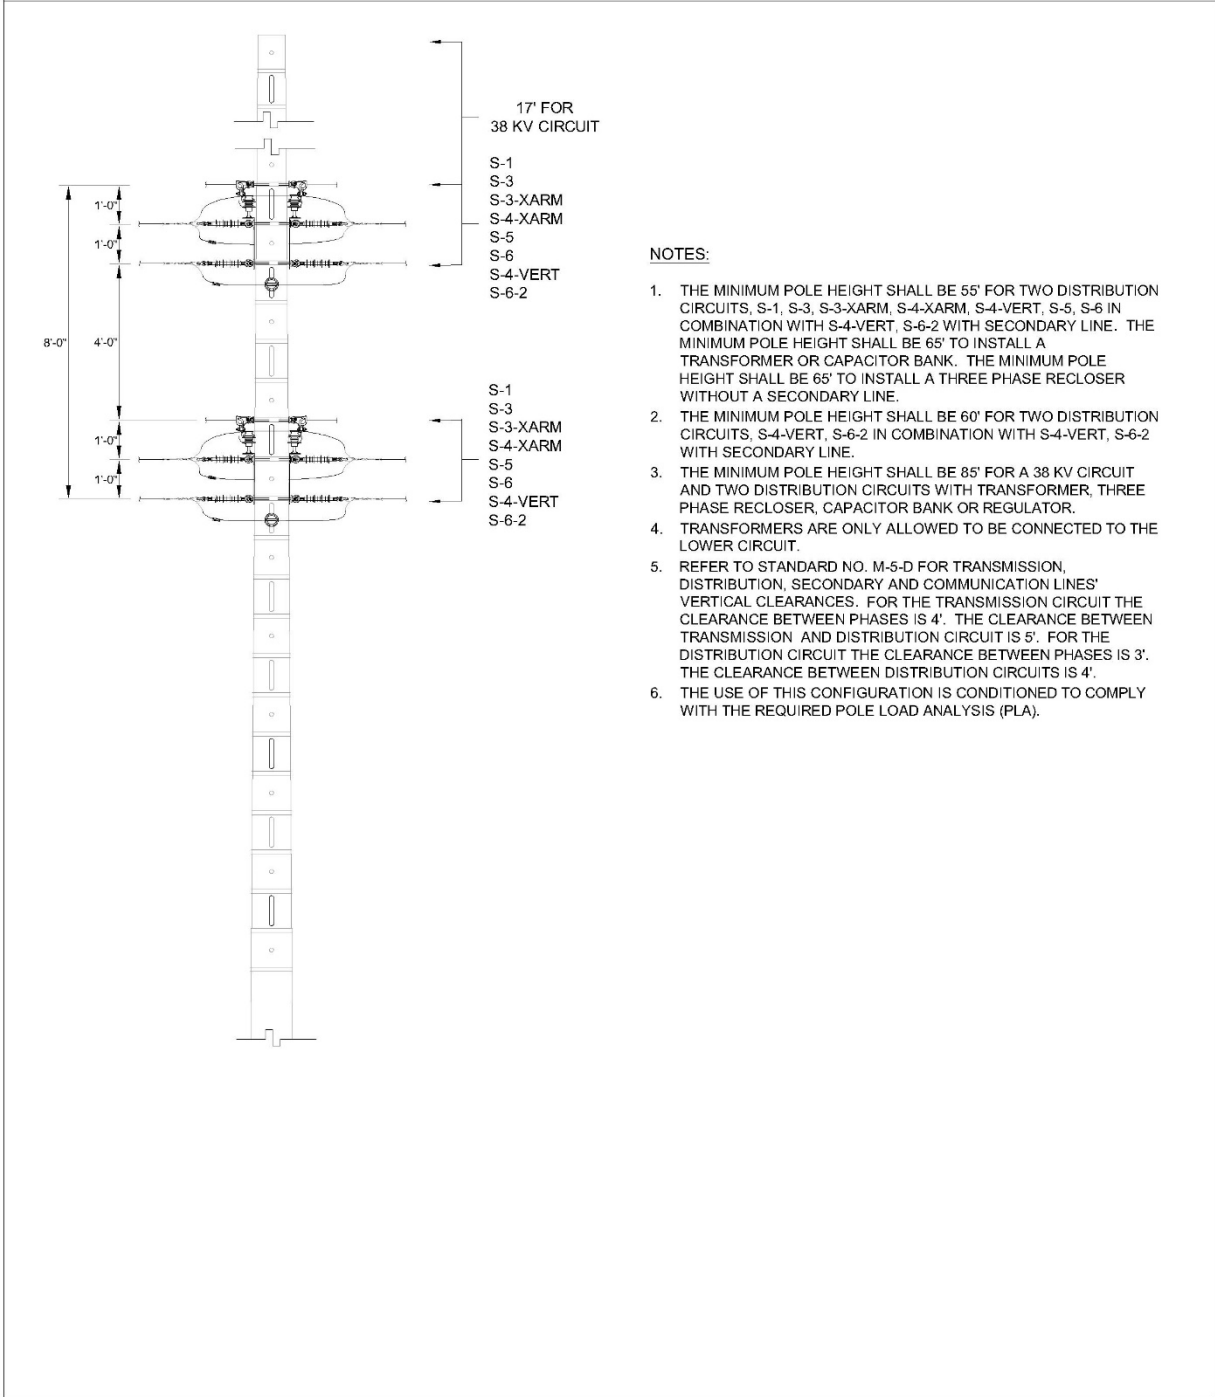 17' FOR
38 KV CIRCUIT
S-1
S-3
S-3-XARM
S-4-XARM
S-5
S-6
S-4-VERT
S-6-2
1'-0"
1'-0"
8'-0"
4'-0"
1'-0"
1'-0"
S-1
S-3
S-3-XARM
S-4-XARM
S-5
S-6
S-4-VERT
S-6-2
NOTES:
1. THE MINIMUM POLE HEIGHT SHALL BE 55' FOR TWO DISTRIBUTION
CIRCUITS, S-1, S-3, S-3-XARM, S-4-XARM, S-4-VERT, S-5, S-6 IN
COMBINATION WITH S-4-VERT, S-6-2 WITH SECONDARY LINE. THE
MINIMUM POLE HEIGHT SHALL BE 65' TO INSTALL A
TRANSFORMER OR CAPACITOR BANK. THE MINIMUM POLE
HEIGHT SHALL BE 65' TO INSTALL A THREE PHASE RECLOSER
WITHOUT A SECONDARY LINE.
2. THE MINIMUM POLE HEIGHT SHALL BE 60' FOR TWO DISTRIBUTION
CIRCUITS, S-4-VERT, S-6-2 IN COMBINATION WITH S-4-VERT, S-6-2
WITH SECONDARY LINE.
3. THE MINIMUM POLE HEIGHT SHALL BE 85' FOR A 38 KV CIRCUIT
AND TWO DISTRIBUTION CIRCUITS WITH TRANSFORMER, THREE
PHASE RECLOSER, CAPACITOR BANK OR REGULATOR.
4. TRANSFORMERS ARE ONLY ALLOWED TO BE CONNECTED TO THE
LOWER CIRCUIT.
5. REFER TO STANDARD NO. M-5-D FOR TRANSMISSION,
DISTRIBUTION, SECONDARY AND COMMUNICATION LINES'
VERTICAL CLEARANCES. FOR THE TRANSMISSION CIRCUIT THE
CLEARANCE BETWEEN PHASES IS 4'. THE CLEARANCE BETWEEN
TRANSMISSION AND DISTRIBUTION CIRCUIT IS 5'. FOR THE
DISTRIBUTION CIRCUIT THE CLEARANCE BETWEEN PHASES IS 3'.
THE CLEARANCE BETWEEN DISTRIBUTION CIRCUITS IS 4'.
6. THE USE OF THIS CONFIGURATION IS CONDITIONED TO COMPLY
WITH THE REQUIRED POLE LOAD ANALYSIS (PLA).